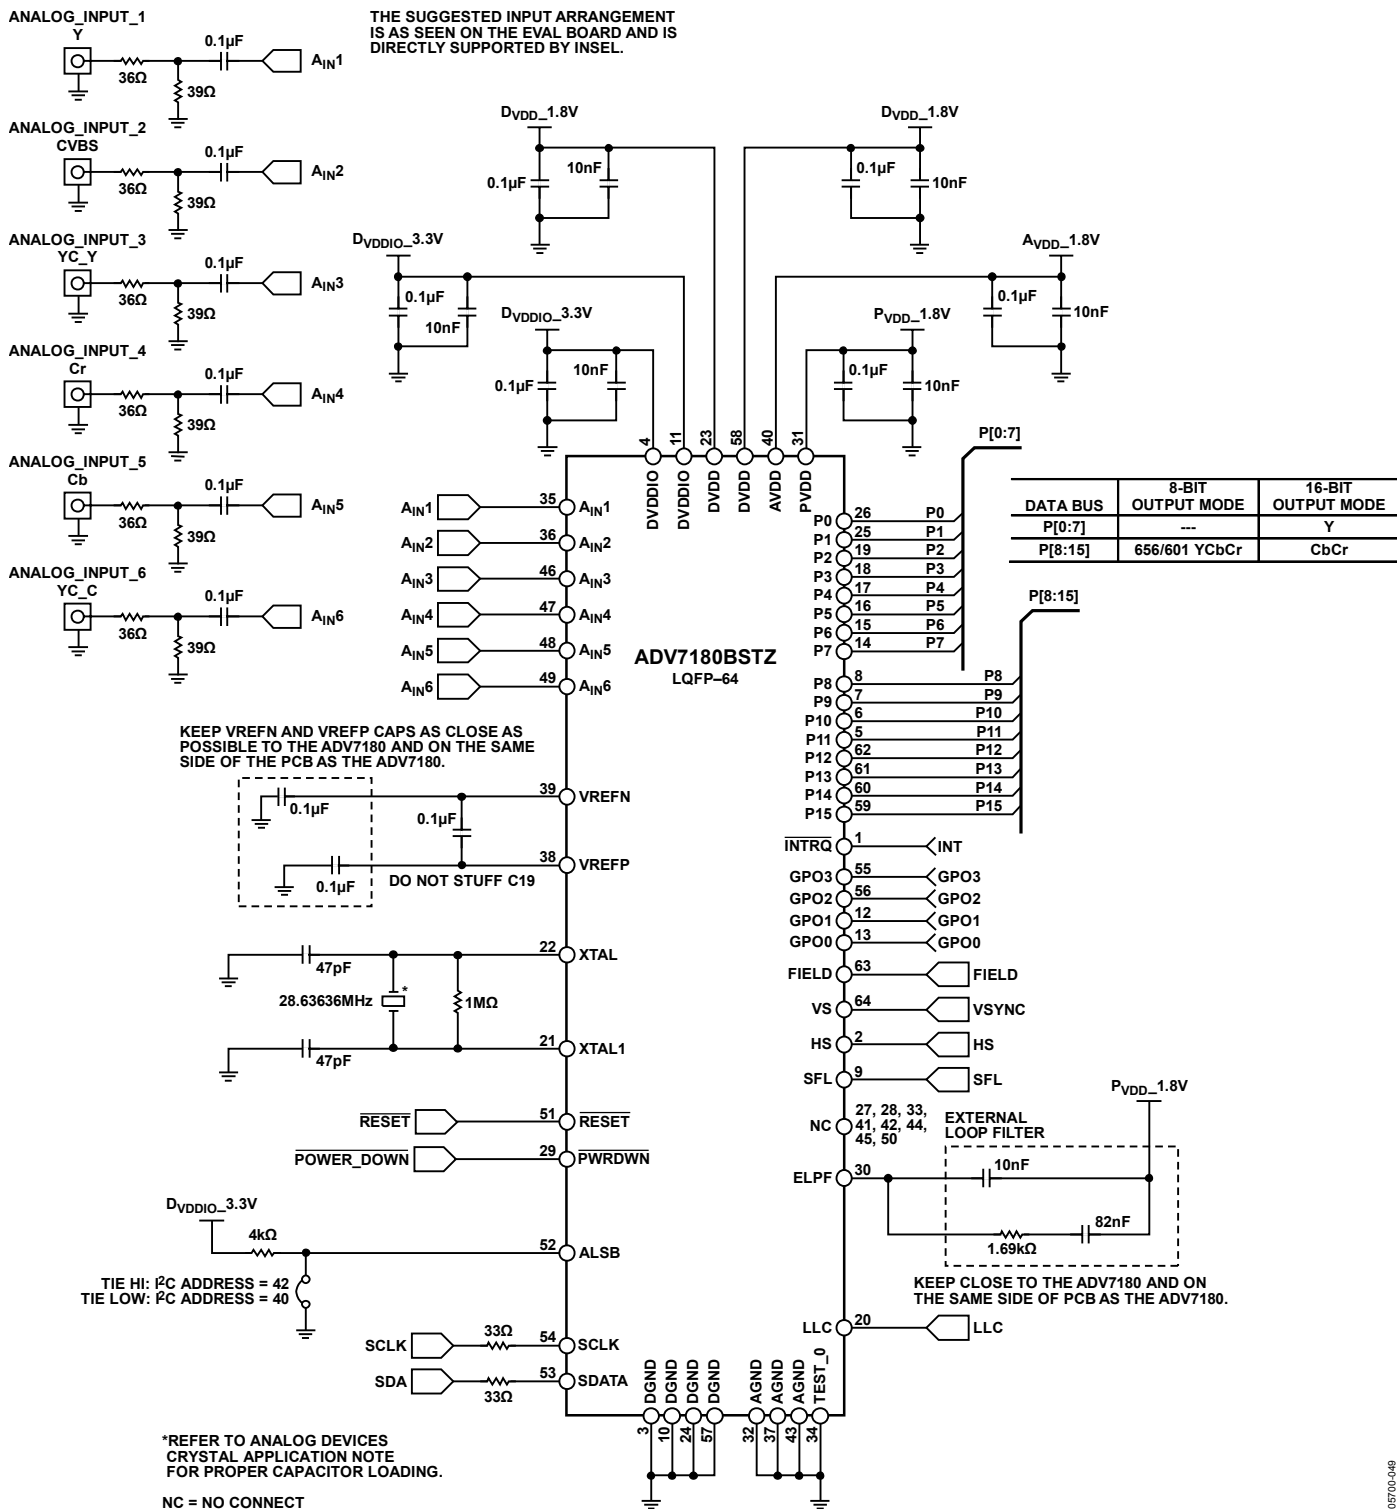 ANALOG_INPUT_1
Y
0.1µF
36Ω
39Ω
AIN1
THE SUGGESTED INPUT ARRANGEMENT
IS AS SEEN ON THE EVAL BOARD AND IS
DIRECTLY SUPPORTED BY INSEL.
ANALOG_INPUT_2
CVBS
0.1µF
36Ω
39Ω
AIN2
ANALOG_INPUT_3
YC_Y
0.1µF
36Ω
39Ω
AIN3
ANALOG_INPUT_4
Cr
0.1µF
36Ω
39Ω
AIN4
ANALOG_INPUT_5
Cb
0.1µF
36Ω
39Ω
AIN5
ANALOG_INPUT_6
YC_C
0.1µF
36Ω
39Ω
AIN6
DVDD_1.8V
0.1µF
10nF
DVDD_1.8V
0.1µF
10nF
DVDDIO_3.3V
0.1µF
10nF
AVDD_1.8V
0.1µF
10nF
DVDDIO_3.3V
0.1µF
10nF
PVDD_1.8V
0.1µF
10nF
4
11
23
58
40
31
DVDDIO
DVDDIO
DVDD
DVDD
AVDD
PVDD
AIN1 35 AIN1
AIN2 36 AIN2
AIN3 46 AIN3
AIN4 47 AIN4
AIN5 48 AIN5
AIN6 49 AIN6
ADV7180BSTZ
LQFP–64
P[0:7]
P0 26 P0
P1 25 P1
P2 19 P2
P3 18 P3
P4 17 P4
P5 16 P5
P6 15 P6
P7 14 P7
DATA BUS 8-BIT OUTPUT MODE 16-BIT OUTPUT MODE
P[0:7] --- Y
P[8:15] 656/601 YCbCr CbCr
P[8:15]
P8 8 P8
P9 7 P9
P10 6 P10
P11 5 P11
P12 62 P12
P13 61 P13
P14 60 P14
P15 59 P15
KEEP VREFN AND VREFP CAPS AS CLOSE AS
POSSIBLE TO THE ADV7180 AND ON THE SAME
SIDE OF THE PCB AS THE ADV7180.
0.1µF
0.1µF
0.1µF
39 VREFN
38 VREFP
DO NOT STUFF C19
INTRQ 1 INT
GPO3 55 GPO3
GPO2 56 GPO2
GPO1 12 GPO1
GPO0 13 GPO0
FIELD 63 FIELD
VS 64 VSYNC
HS 2 HS
SFL 9 SFL
47pF
22 XTAL
28.63636MHz
*
1MΩ
47pF
21 XTAL1
RESET 51 RESET
POWER_DOWN 29 PWRDWN
NC 27, 28, 33,
41, 42, 44,
45, 50
EXTERNAL
LOOP FILTER
PVDD_1.8V
ELPF 30
10nF
82nF
1.69kΩ
KEEP CLOSE TO THE ADV7180 AND ON
THE SAME SIDE OF PCB AS THE ADV7180.
DVDDIO_3.3V
4kΩ
52 ALSB
TIE HI: I2C ADDRESS = 42
TIE LOW: I2C ADDRESS = 40
LLC 20 LLC
SCLK 33Ω 54 SCLK
SDA 33Ω 53 SDATA
DGND
DGND
DGND
DGND
AGND
AGND
AGND
TEST_0
3
10
24
57
32
37
43
34
*REFER TO ANALOG DEVICES
CRYSTAL APPLICATION NOTE
FOR PROPER CAPACITOR LOADING.
NC = NO CONNECT
05700-049